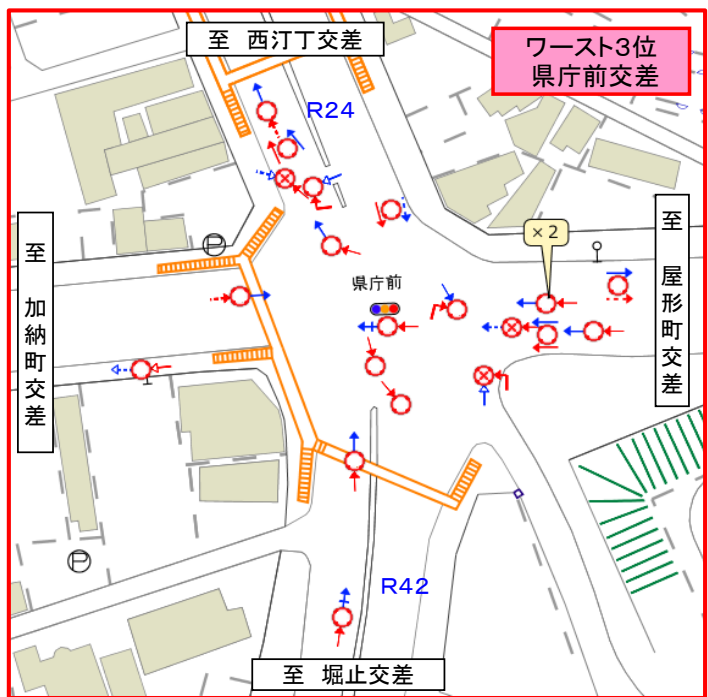 至 西汀丁交差
ワースト3位
県庁前交差
R24
×2
至 加納町交差
県庁前
至 屋形町交差
P
P
R42
至 堀止交差